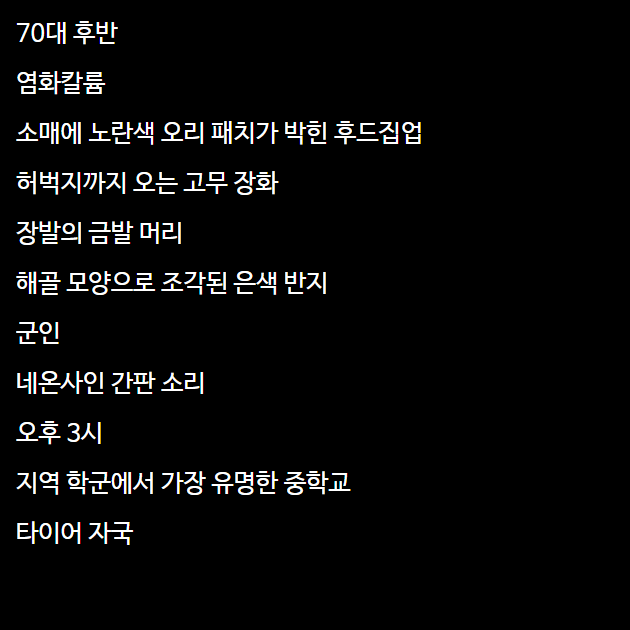 70대 후반
염화칼륨
소매에 노란색 오리 패치가 박힌 후드집업
허벅지까지 오는 고무 장화
장발의 금발 머리
해골 모양으로 조각된 은색 반지
군인
네온사인 간판 소리
오후 3시
지역 학군에서 가장 유명한 중학교
타이어 자국